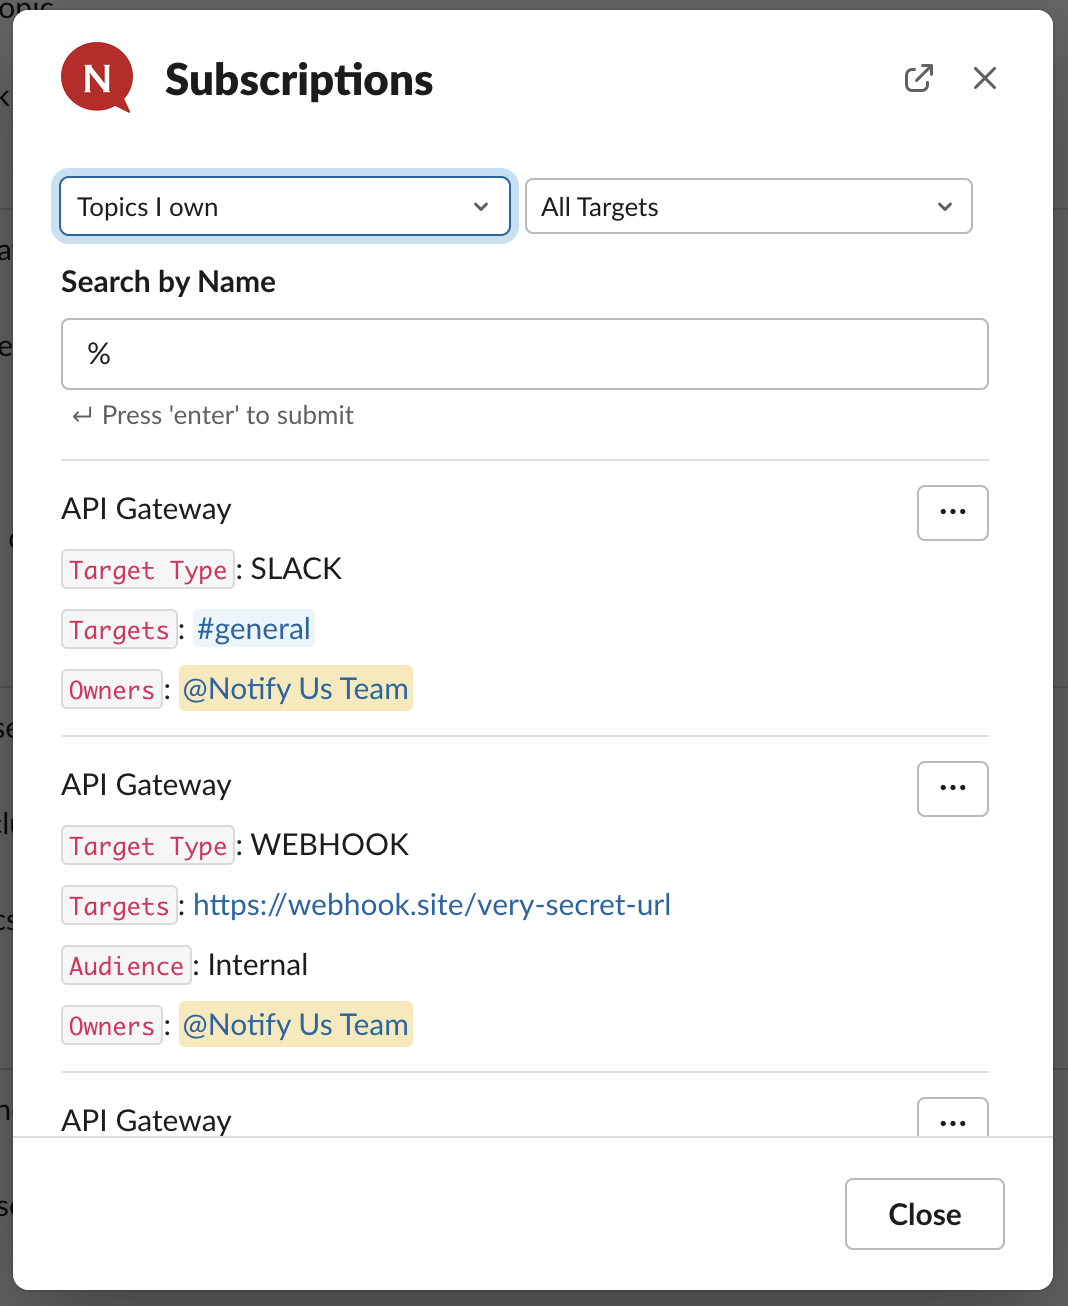 N
Subscriptions
Topics I own
All Targets
Search by Name
%
↵ Press 'enter' to submit
API Gateway
...
Target Type: SLACK
Targets: #general
Owners: @Notify Us Team
API Gateway
...
Target Type: WEBHOOK
Targets: https://webhook.site/very-secret-url
Audience: Internal
Owners: @Notify Us Team
API Gateway
...
Close